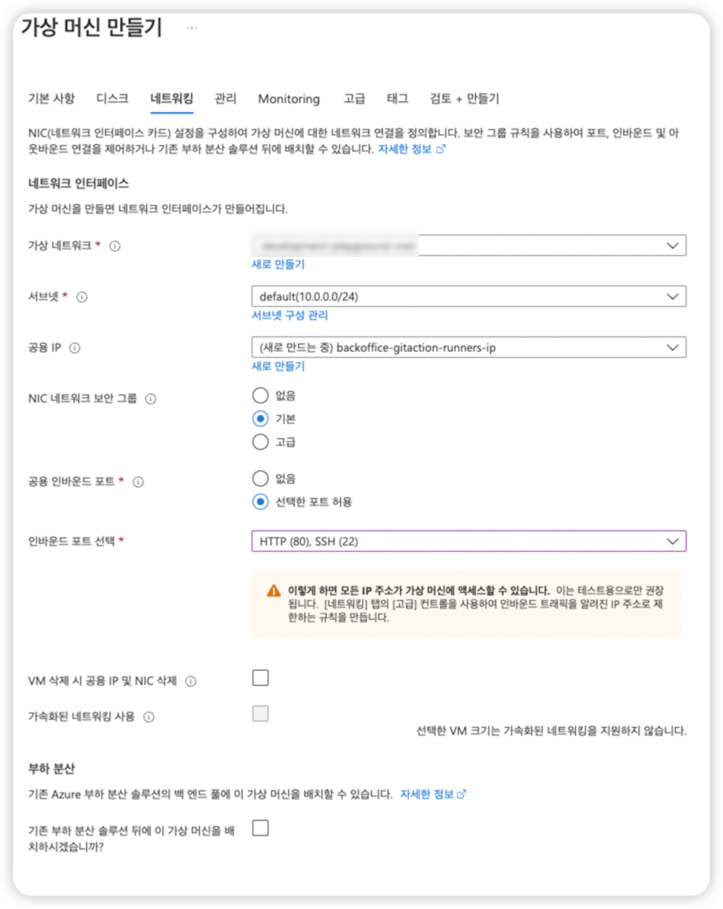 가상 머신 만들기 ...
기본 사항 디스크 네트워킹 관리 Monitoring 고급 태그 검토 + 만들기
NIC(네트워크 인터페이스 카드) 설정을 구성하여 가상 머신에 대한 네트워크 연결을 정의합니다. 보안 그룹 규칙을 사용하여 포트, 인바운드 및 아
웃바운드 연결을 제어하거나 기존 부하 분산 솔루션 뒤에 배치할 수 있습니다. 자세한 정보
네트워크 인터페이스
가상 머신을 만들면 네트워크 인터페이스가 만들어집니다.
가상 네트워크 *
새로 만들기
서브넷 * default(10.0.0.0/24)
서브넷 구성 관리
공용 IP (새로 만드는 중) backoffice-gitaction-runners-ip
새로 만들기
NIC 네트워크 보안 그룹 없음
기본
고급
공용 인바운드 포트 * 없음
선택한 포트 허용
인바운드 포트 선택 * HTTP (80), SSH (22)
이렇게 하면 모든 IP 주소가 가상 머신에 액세스할 수 있습니다. 이는 테스트용으로만 권장
됩니다. [네트워킹] 탭의 [고급] 컨트롤을 사용하여 인바운드 트래픽을 알려진 IP 주소로 제
한하는 규칙을 만듭니다.
VM 삭제 시 공용 IP 및 NIC 삭제
가속화된 네트워킹 사용
선택한 VM 크기는 가속화된 네트워킹을 지원하지 않습니다.
부하 분산
기존 Azure 부하 분산 솔루션의 백 엔드 풀에 이 가상 머신을 배치할 수 있습니다. 자세한 정보
기존 부하 분산 솔루션 뒤에 이 가상 머신을 배
치하시겠습니까?